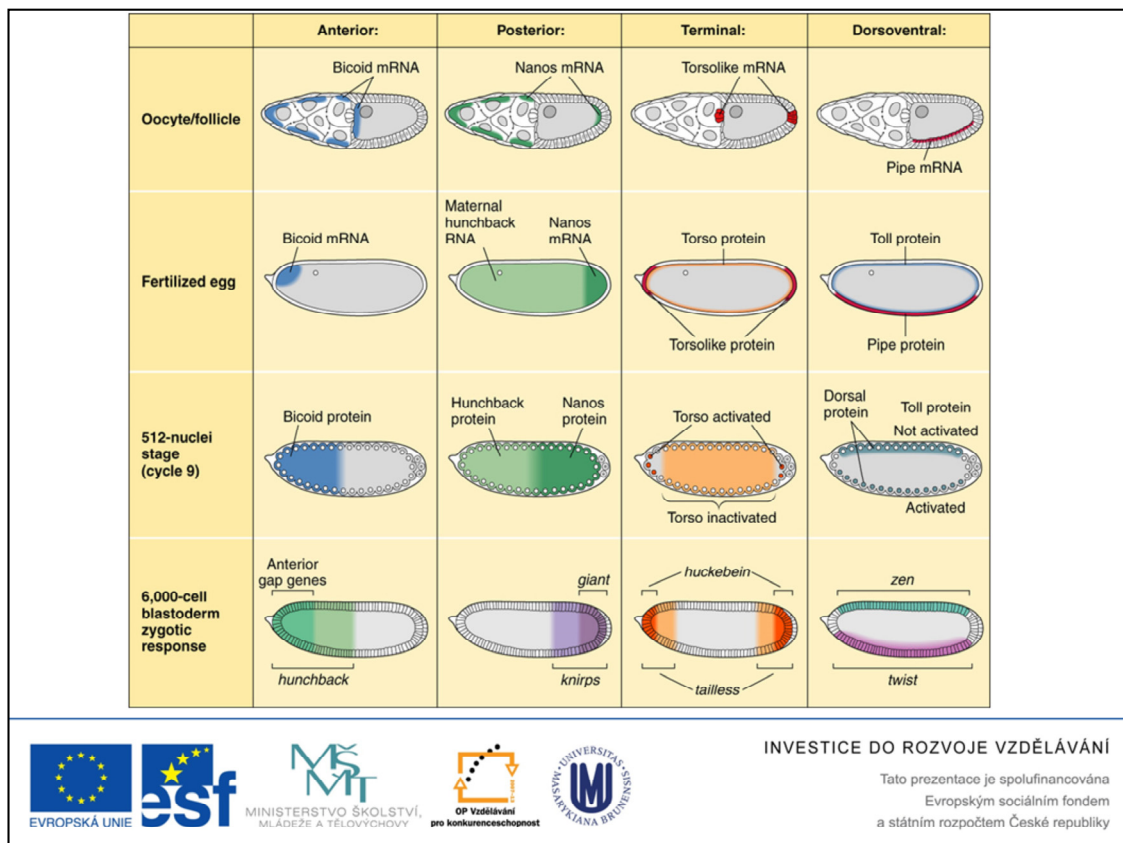 Anterior:
Posterior:
Terminal:
Dorsoventral:
Oocyte/follicle
Bicoid mRNA
Nanos mRNA
Torsolike mRNA
Pipe mRNA
Fertilized egg
Bicoid mRNA
Maternal
hunchback
RNA
Nanos
mRNA
Torso protein
Torsolike protein
Toll protein
Pipe protein
512-nuclei
stage
(cycle 9)
Bicoid protein
Hunchback
protein
Nanos
protein
Torso activated
Torso inactivated
Dorsal
protein
Toll protein
Not activated
Activated
6,000-cell
blastoderm
zygotic
response
Anterior
gap genes
hunchback
giant
knirps
huckebein
tailless
zen
twist
EVROPSKÁ UNIE
esf
MŠ
MT
MINISTERSTVO ŠKOLSTVÍ,
MLÁDEŽE A TĚLOVÝCHOVY
OP Vzdělávání
pro konkurenceschopnost
UNIVERSITAS
MASARYKIANA BRUNENSIS
INVESTICE DO ROZVOJE VZDĚLÁVÁNÍ
Tato prezentace je spolufinancována
Evropským sociálním fondem
a státním rozpočtem České republiky